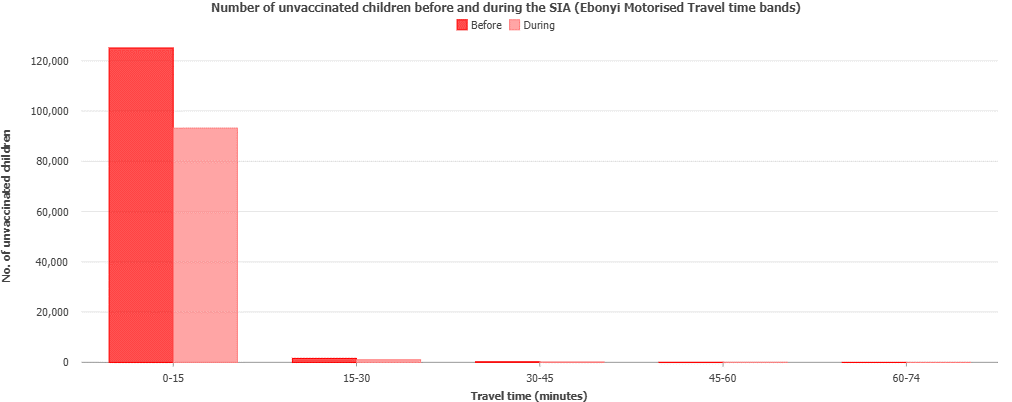 Number of unvaccinated children before and during the SIA (Ebonyi Motorised Travel time bands)
Before During
120,000
100,000
80,000
60,000
40,000
20,000
0
No. of unvaccinated children
0-15 15-30 30-45 45-60 60-74
Travel time (minutes)